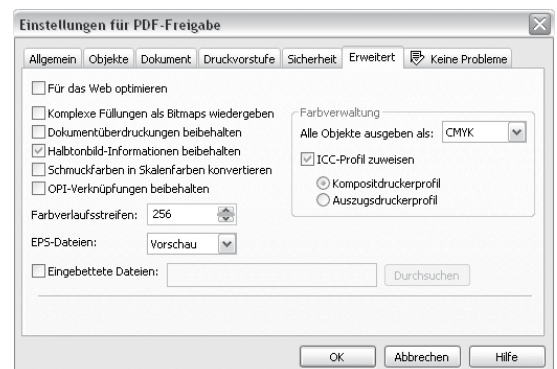 Einstellungen für PDF-Freigabe
Allgemein Objekte Dokument Druckvorstufe Sicherheit Erweitert Keine Probleme
Für das Web optimieren
Komplexe Füllungen als Bitmaps wiedergeben
Dokumentüberdruckungen beibehalten
Halbtonbild-Informationen beibehalten
Schmuckfarben in Skalenfarben konvertieren
OPI-Verknüpfungen beibehalten
Farbverlaufsstreifen: 256
EPS-Dateien: Vorschau
Eingebettete Dateien: Durchsuchen
Farbverwaltung
Alle Objekte ausgeben als: CMYK
ICC-Profil zuweisen
Kompositdruckerprofil
Auszugsdruckerprofil
OK Abbrechen Hilfe